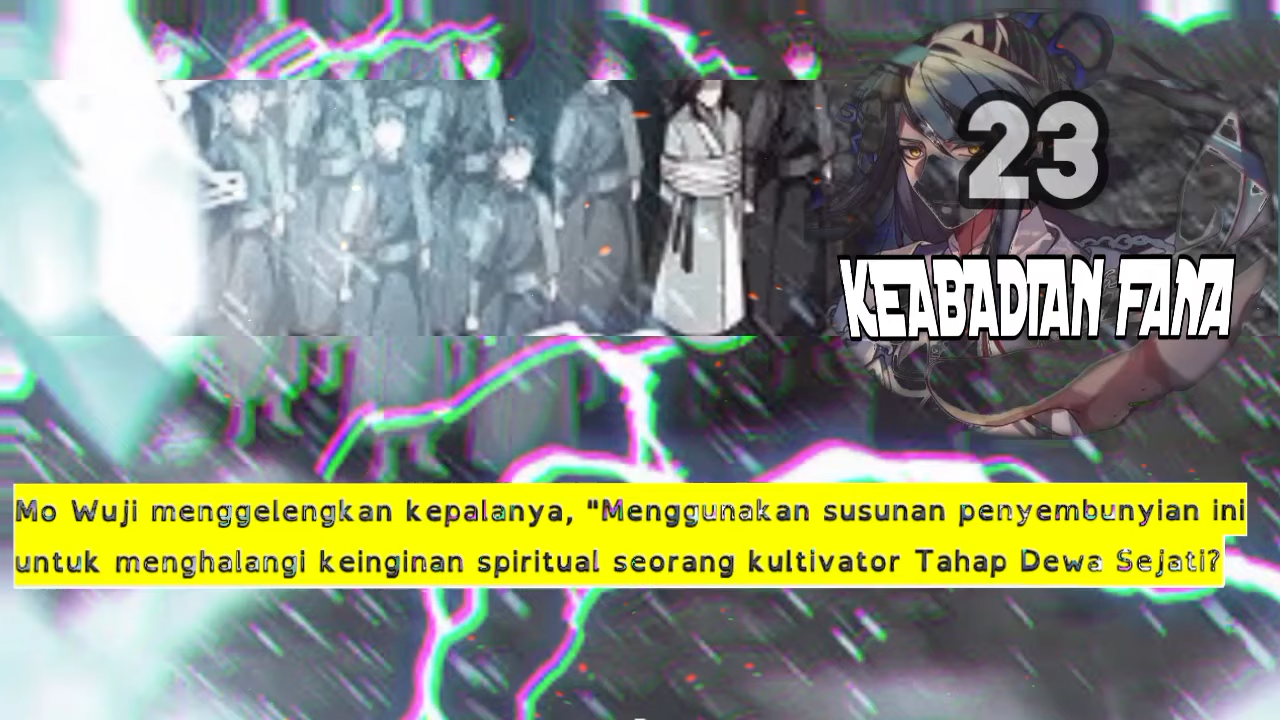 23
KEABADIAN FANA
Mo Wuji menggelengkan kepalanya, "Menggunakan susunan penyembunyian ini
untuk menghalangi keinginan spiritual seorang kultivator Tahap Dewa Sejati?